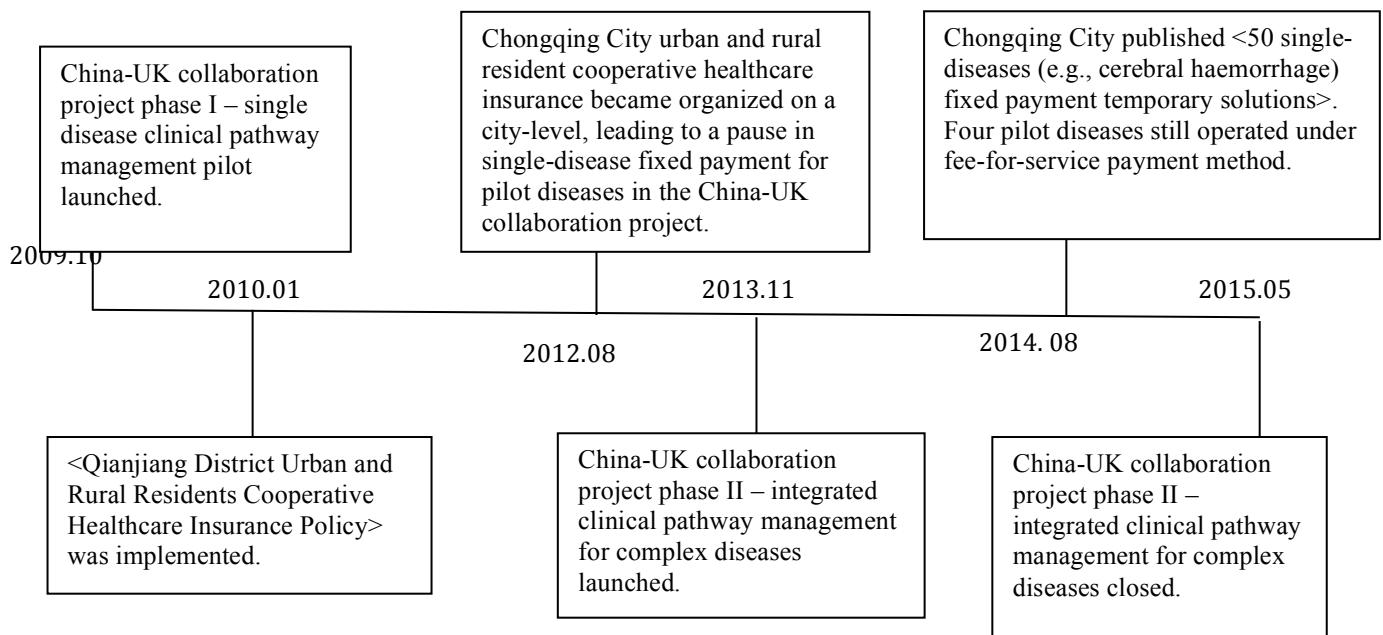 China-UK collaboration
project phase I – single
disease clinical pathway
management pilot
launched.
Chongqing City urban and rural
resident cooperative healthcare
insurance became organized on a
city-level, leading to a pause in
single-disease fixed payment for
pilot diseases in the China-UK
collaboration project.
Chongqing City published <50 single-
diseases (e.g., cerebral haemorrhage)
fixed payment temporary solutions>.
Four pilot diseases still operated under
fee-for-service payment method.
2009.10
2010.01
2013.11
2015.05
2012.08
2014. 08
<Qianjiang District Urban and
Rural Residents Cooperative
Healthcare Insurance Policy>
was implemented.
China-UK collaboration
project phase II – integrated
clinical pathway management
for complex diseases
launched.
China-UK collaboration
project phase II –
integrated clinical pathway
management for complex
diseases closed.